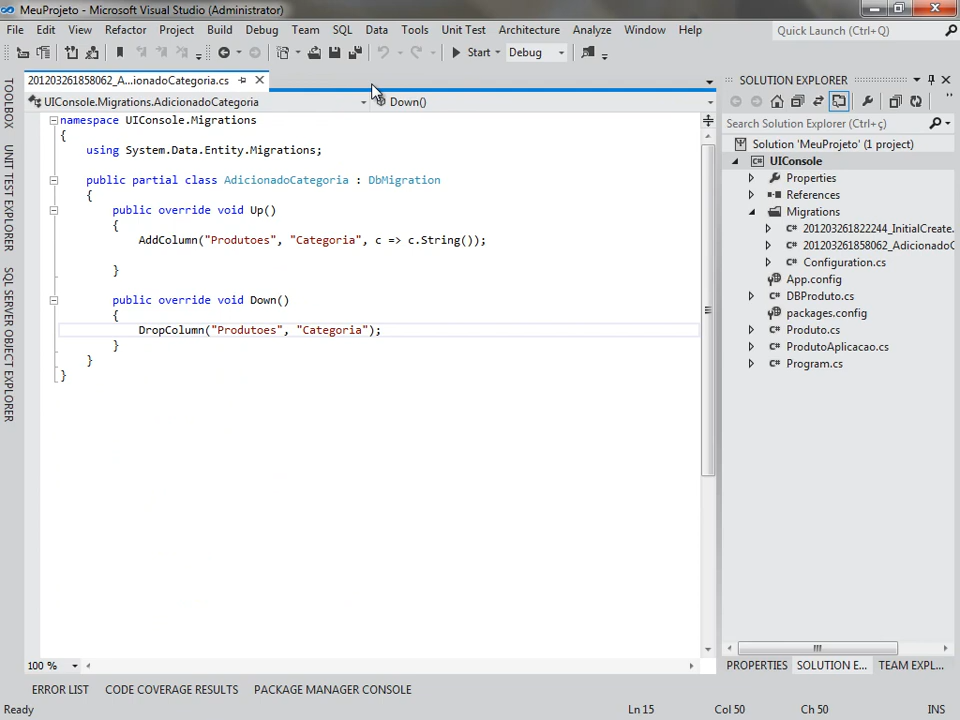 MeuProjeto - Microsoft Visual Studio (Administrator)
File Edit View Refactor Project Build Debug Team SQL Data Tools Unit Test Architecture Analyze Window Help
Quick Launch (Ctrl+Q)
Start
Debug
201203261858062_A...ionadoCategoria.cs
UIConsole.Migrations.AdicionadoCategoria
Down()
namespace UIConsole.Migrations
{
using System.Data.Entity.Migrations;
public partial class AdicionadoCategoria : DbMigration
{
public override void Up()
{
AddColumn("Produtoes", "Categoria", c => c.String());
}
public override void Down()
{
DropColumn("Produtoes", "Categoria");
}
}
}
100 %
TOOLBOX
UNIT TEST EXPLORER
SQL SERVER OBJECT EXPLORER
SOLUTION EXPLORER
Search Solution Explorer (Ctrl+ç)
Solution 'MeuProjeto' (1 project)
UIConsole
Properties
References
Migrations
201203261822244_InitialCreate.
201203261858062_AdicionadoC
Configuration.cs
App.config
DBProduto.cs
packages.config
Produto.cs
ProdutoAplicacao.cs
Program.cs
PROPERTIES SOLUTION E... TEAM EXPL...
ERROR LIST CODE COVERAGE RESULTS PACKAGE MANAGER CONSOLE
Ready Ln 15 Col 50 Ch 50 INS